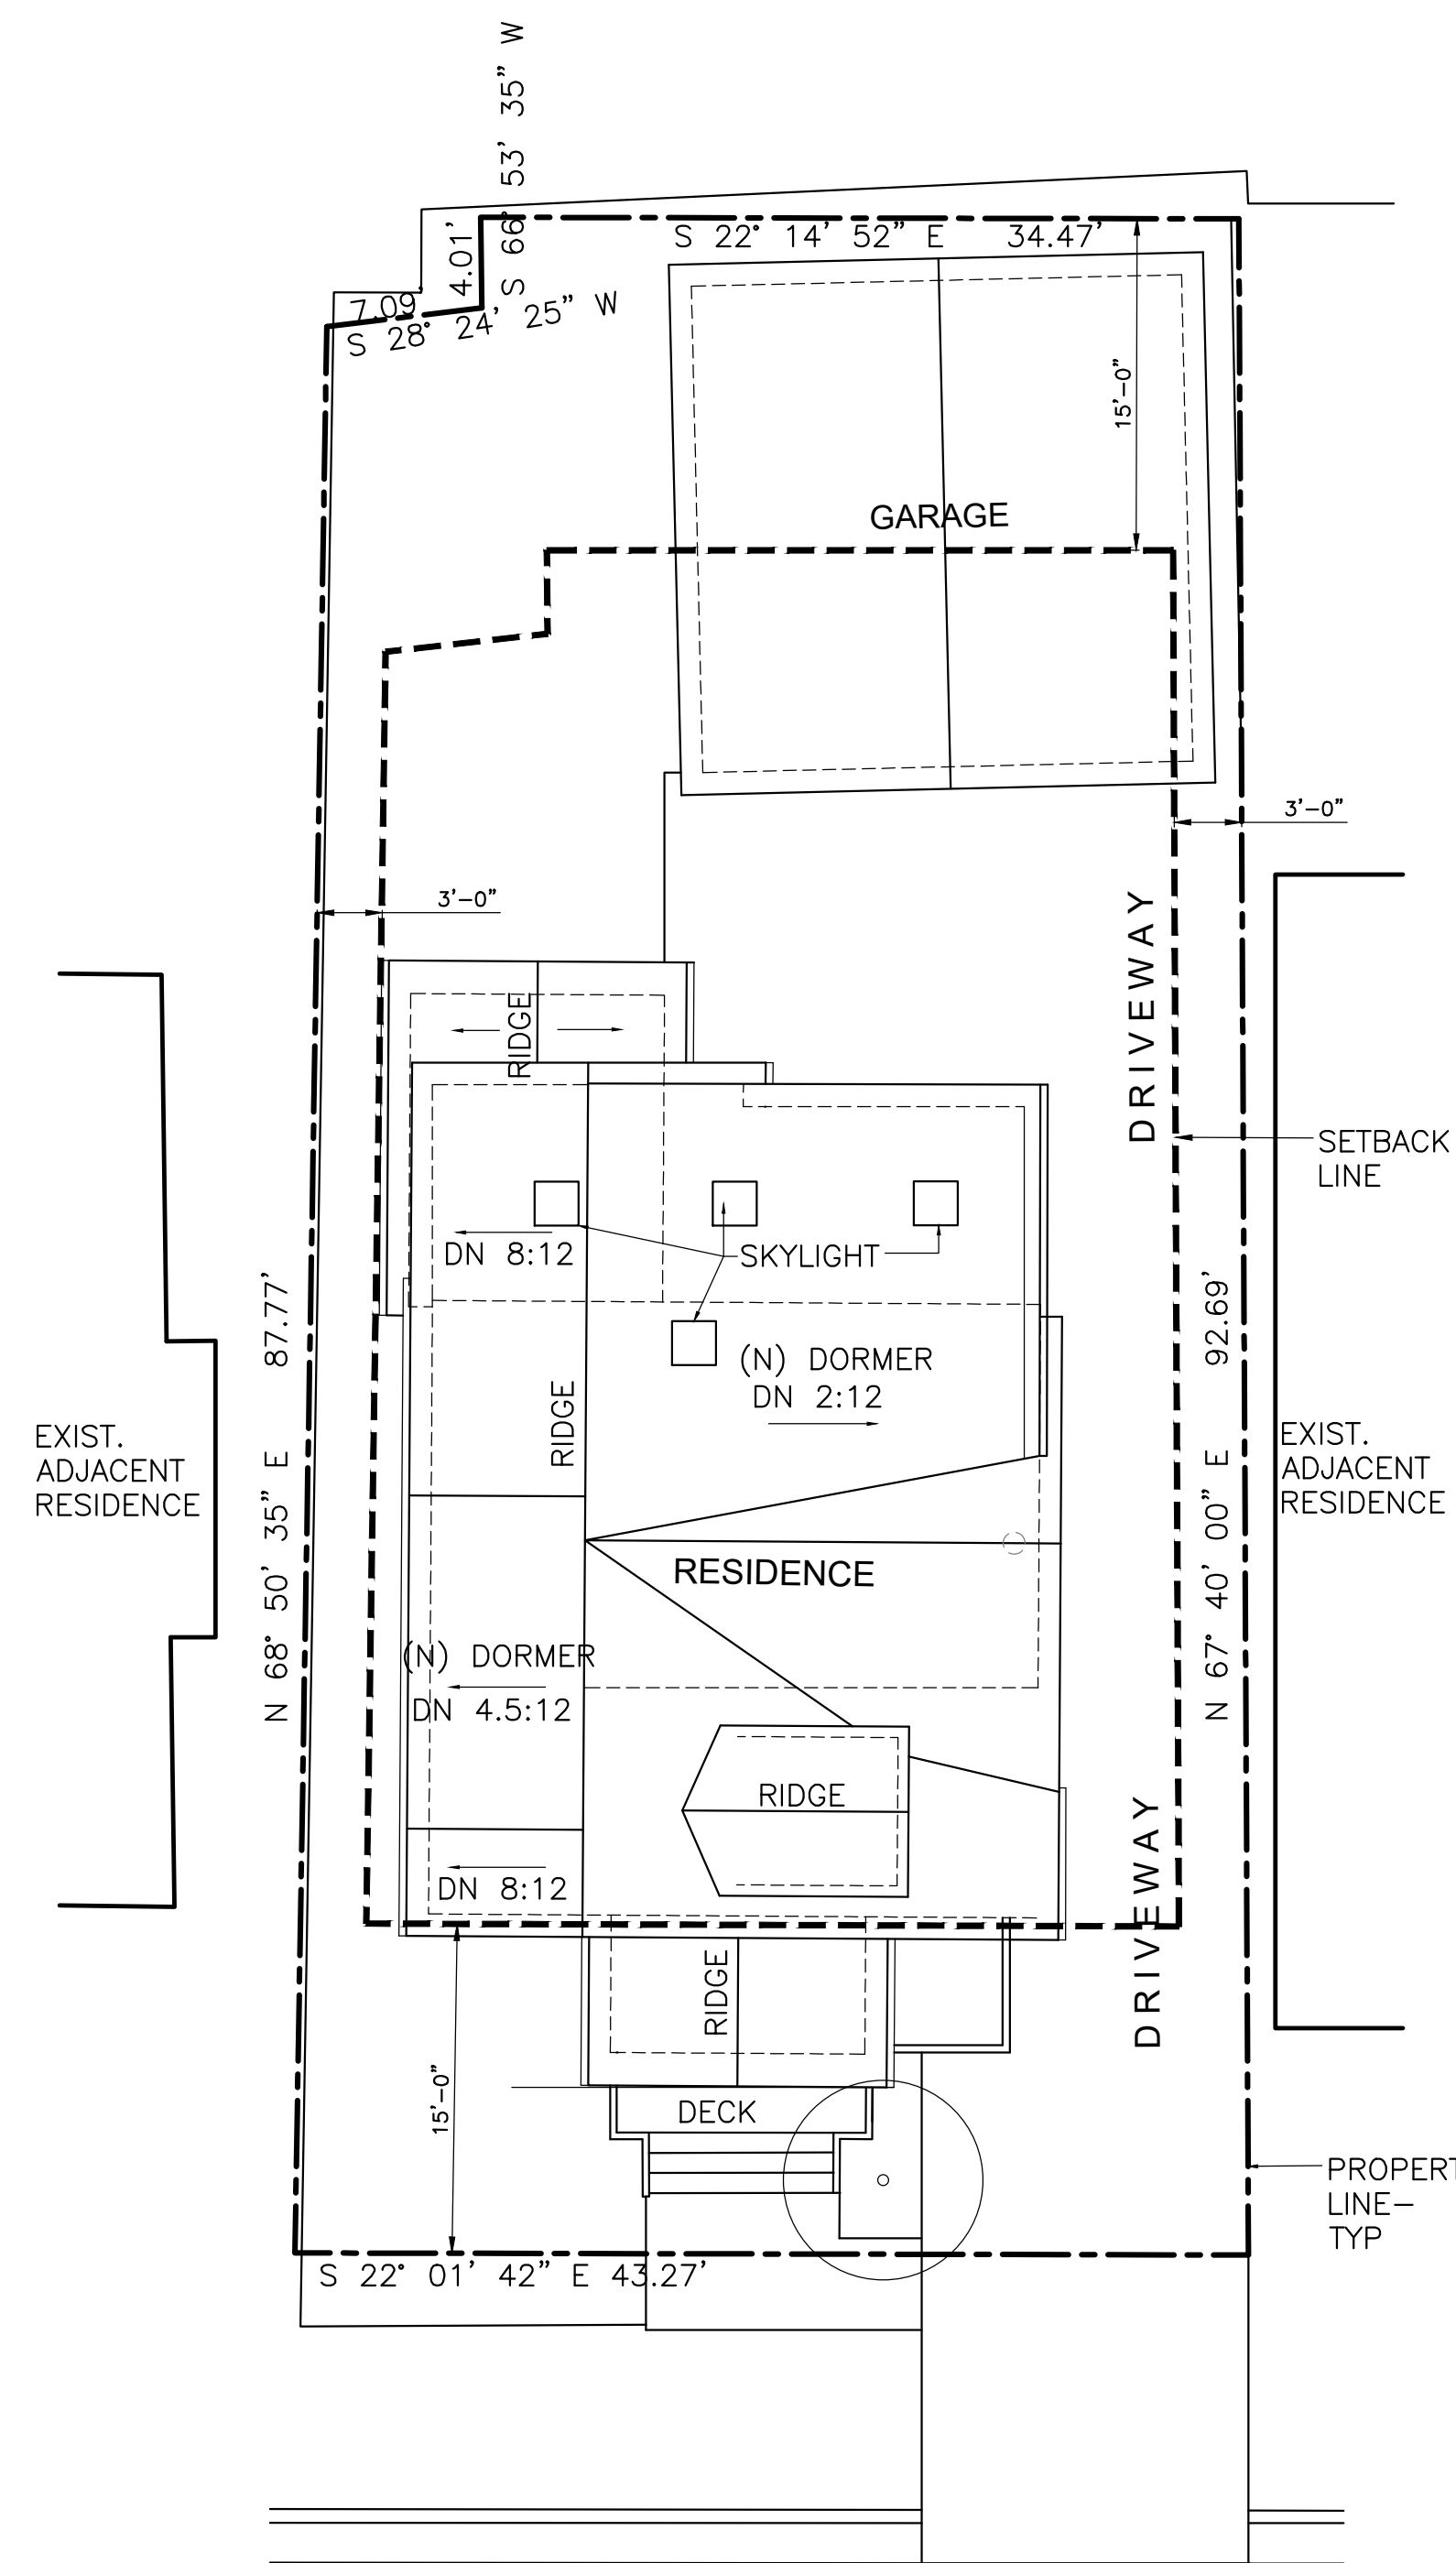 S 66° 53' 35" W
4.01'
S 22° 14' 52" E 34.47'
7.09'
S 28° 24' 25" W
15'-0"
GARAGE
3'-0"
3'-0"
DRIVEWAY
RIDGE
SETBACK
LINE
DN 8:12
SKYLIGHT
N 68° 50' 35" E 87.77'
N 67° 40' 00" E 92.69'
(N) DORMER
DN 2:12
RIDGE
EXIST.
ADJACENT
RESIDENCE
EXIST.
ADJACENT
RESIDENCE
RESIDENCE
(N) DORMER
DN 4.5:12
RIDGE
DRIVEWAY
DN 8:12
RIDGE
15'-0"
DECK
PROPERT
LINE-
TYP
S 22° 01' 42" E 43.27'